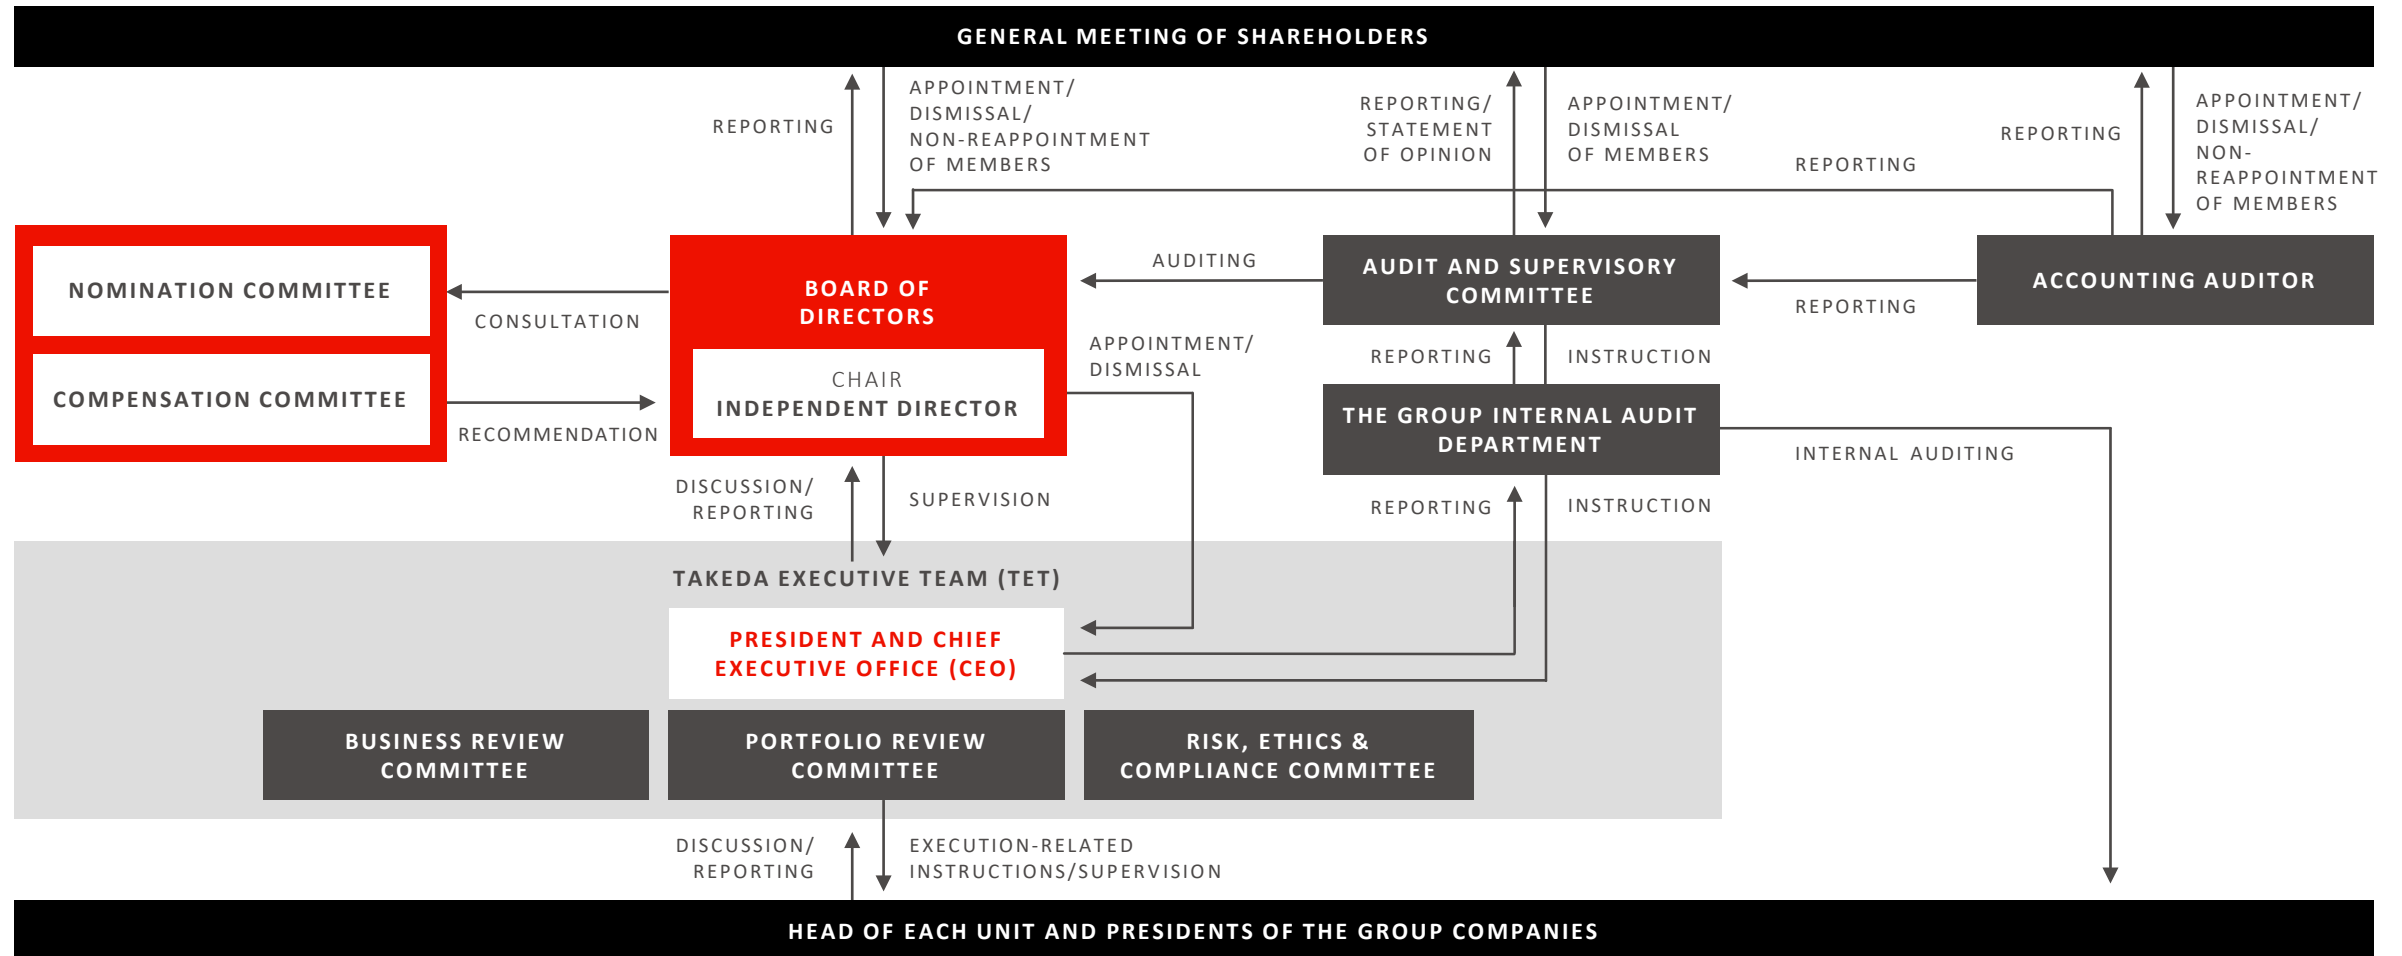 GENERAL MEETING OF SHAREHOLDERS
REPORTING
APPOINTMENT/
DISMISSAL/
NON-REAPPOINTMENT
OF MEMBERS
REPORTING/
STATEMENT
OF OPINION
APPOINTMENT/
DISMISSAL
OF MEMBERS
REPORTING
REPORTING
APPOINTMENT/
DISMISSAL/
NON-
REAPPOINTMENT
OF MEMBERS
NOMINATION COMMITTEE
COMPENSATION COMMITTEE
CONSULTATION
RECOMMENDATION
BOARD OF
DIRECTORS
CHAIR
INDEPENDENT DIRECTOR
AUDITING
APPOINTMENT/
DISMISSAL
AUDIT AND SUPERVISORY
COMMITTEE
REPORTING
ACCOUNTING AUDITOR
REPORTING
INSTRUCTION
THE GROUP INTERNAL AUDIT
DEPARTMENT
INTERNAL AUDITING
DISCUSSION/
REPORTING
SUPERVISION
REPORTING
INSTRUCTION
TAKEDA EXECUTIVE TEAM (TET)
PRESIDENT AND CHIEF
EXECUTIVE OFFICE (CEO)
BUSINESS REVIEW
COMMITTEE
PORTFOLIO REVIEW
COMMITTEE
RISK, ETHICS &
COMPLIANCE COMMITTEE
DISCUSSION/
REPORTING
EXECUTION-RELATED
INSTRUCTIONS/SUPERVISION
HEAD OF EACH UNIT AND PRESIDENTS OF THE GROUP COMPANIES